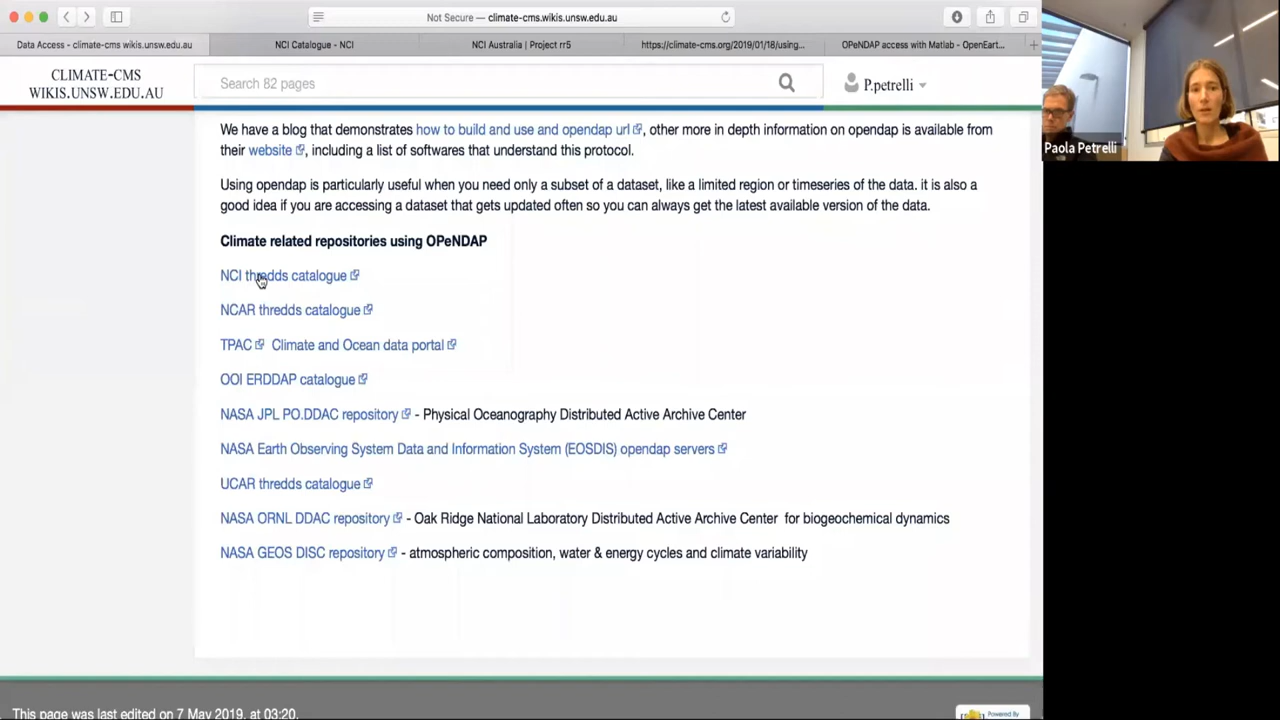 Not Secure — climate-cms.wikis.unsw.edu.au
Data Access - climate-cms wikis.unsw.edu.au
NCI Catalogue - NCI
NCI Australia | Project rr5
https://climate-cms.org/2019/01/18/using...
OPeNDAP access with Matlab - OpenEart...
CLIMATE-CMS
WIKIS.UNSW.EDU.AU
Search 82 pages
P.petrelli
We have a blog that demonstrates how to build and use and opendap url, other more in depth information on opendap is available from
their website, including a list of softwares that understand this protocol.
Using opendap is particularly useful when you need only a subset of a dataset, like a limited region or timeseries of the data. it is also a
good idea if you are accessing a dataset that gets updated often so you can always get the latest available version of the data.
Climate related repositories using OPeNDAP
NCI thredds catalogue
NCAR thredds catalogue
TPAC Climate and Ocean data portal
OOI ERDDAP catalogue
NASA JPL PO.DDAC repository - Physical Oceanography Distributed Active Archive Center
NASA Earth Observing System Data and Information System (EOSDIS) opendap servers
UCAR thredds catalogue
NASA ORNL DDAC repository - Oak Ridge National Laboratory Distributed Active Archive Center for biogeochemical dynamics
NASA GEOS DISC repository - atmospheric composition, water & energy cycles and climate variability
This page was last edited on 7 May 2019, at 03:20.
Powered By
Paola Petrelli